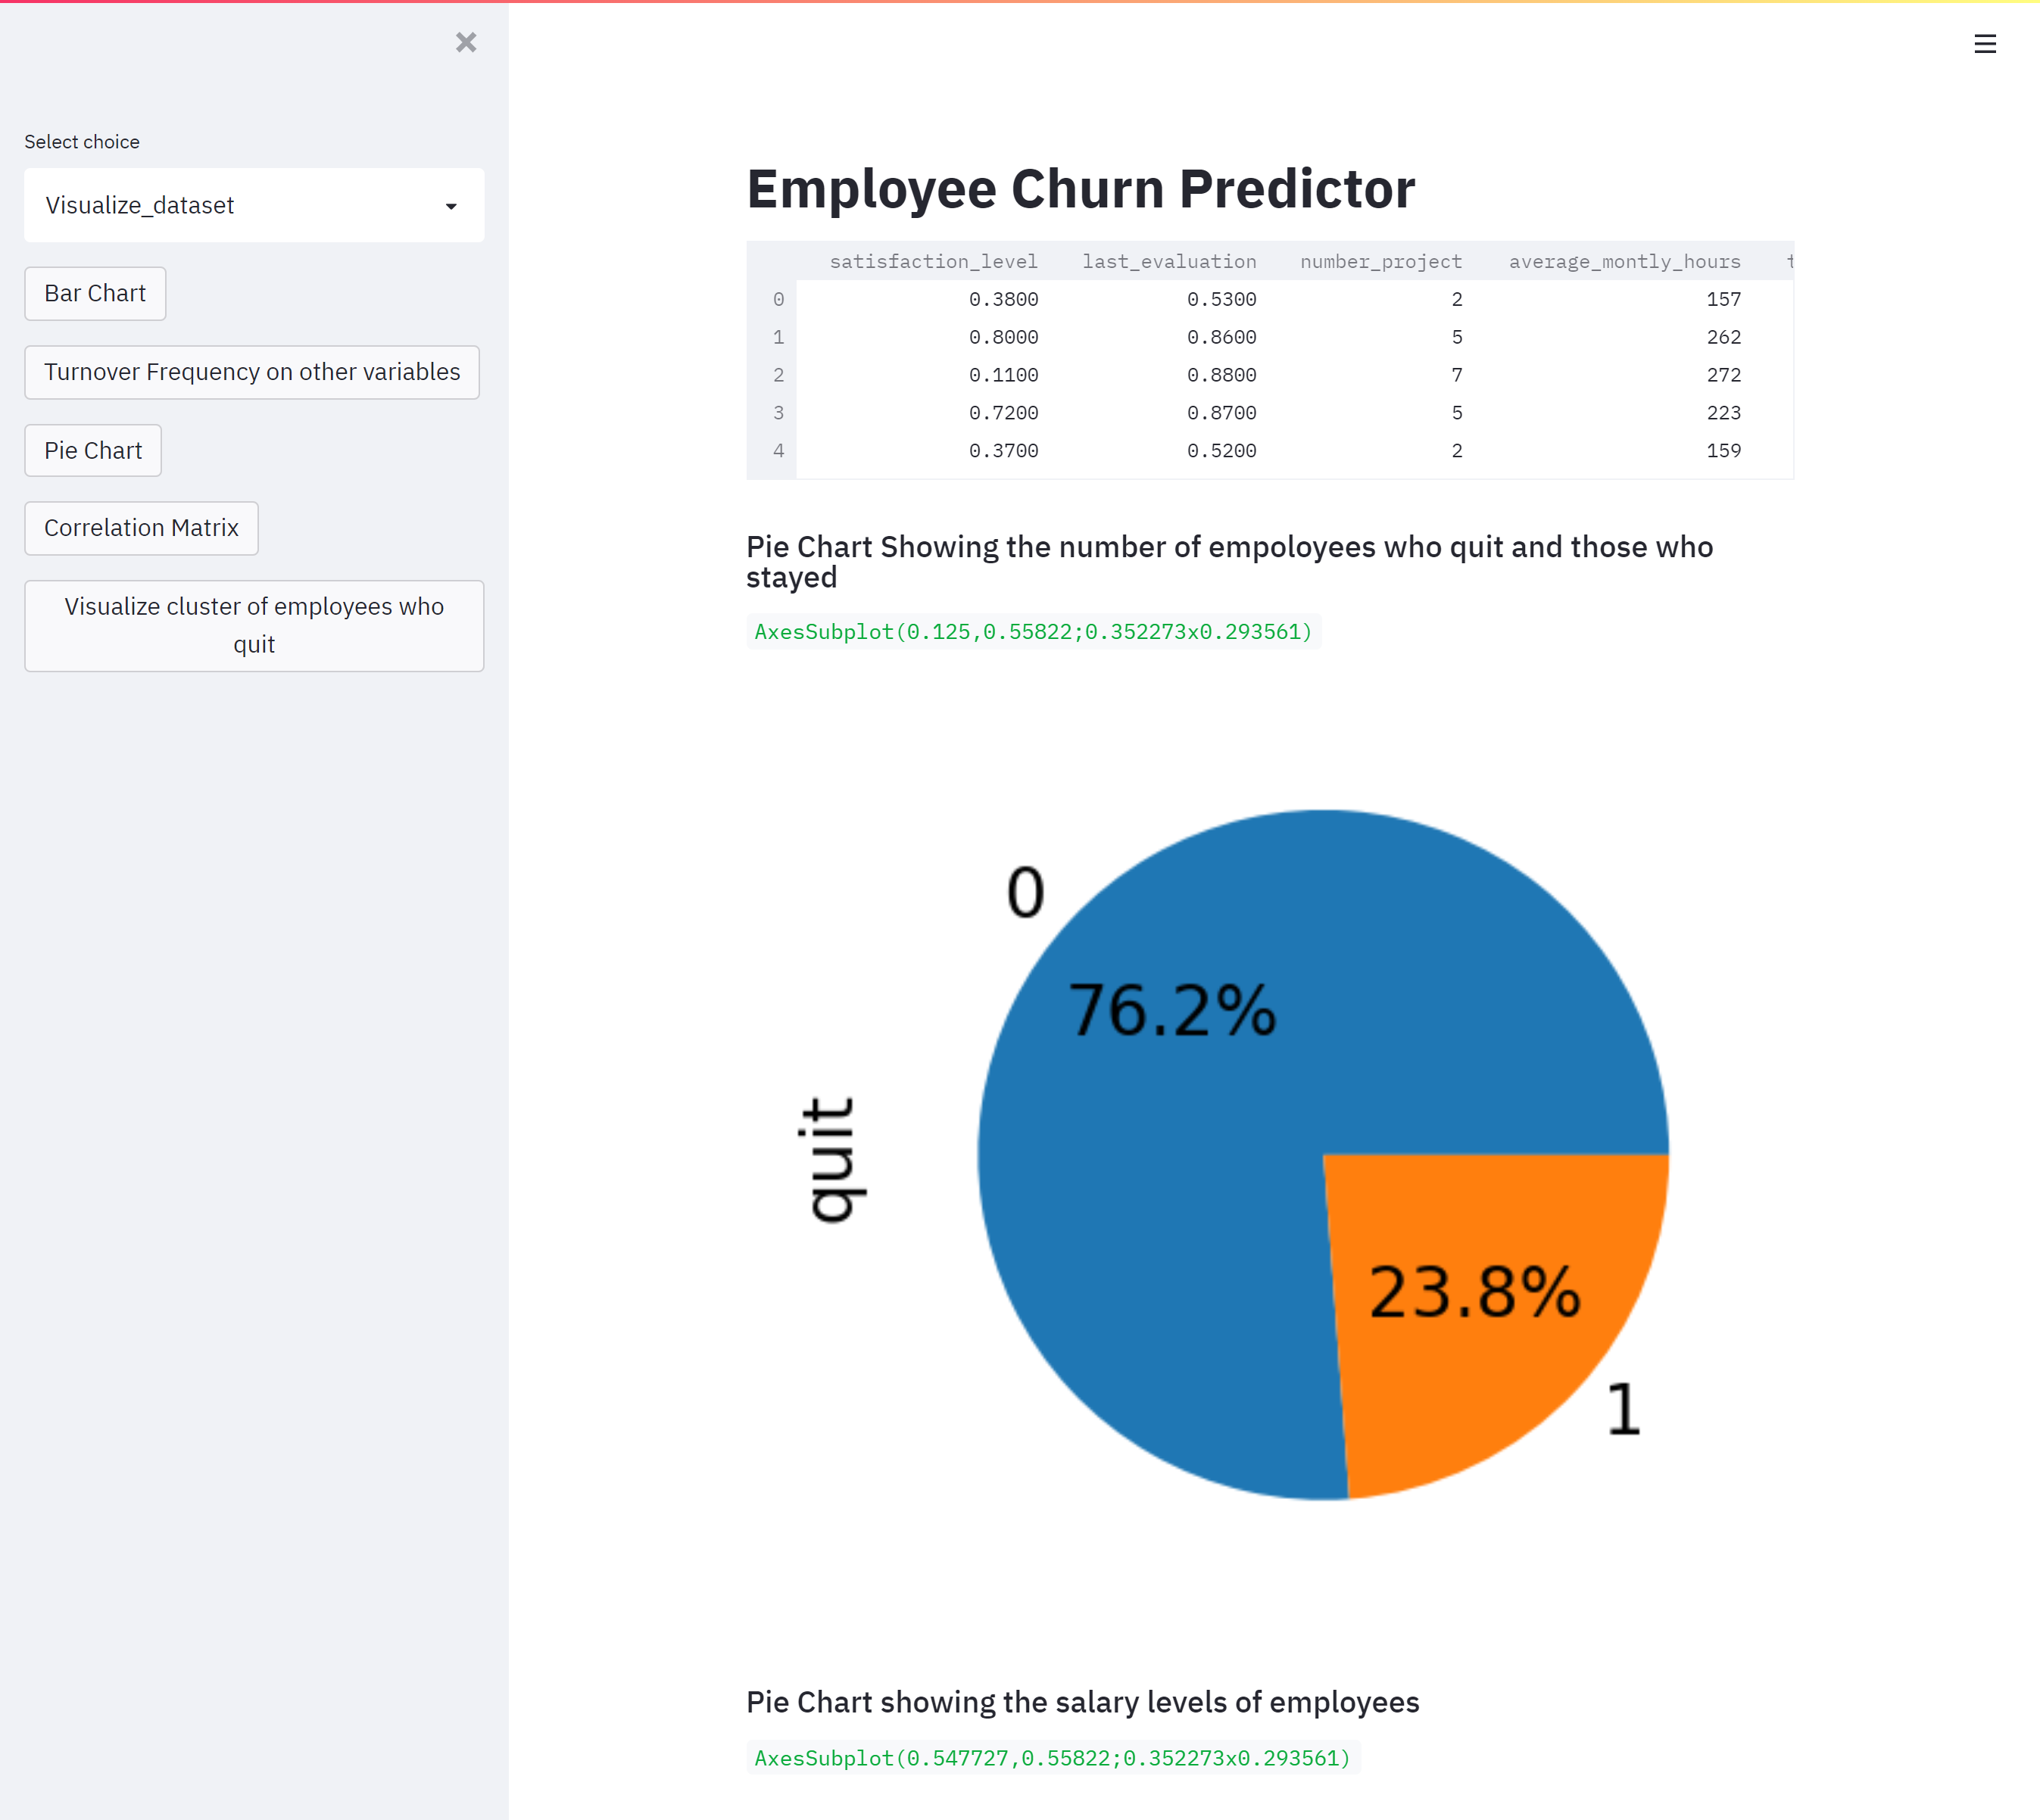 Select choice
Visualize_dataset
Bar Chart
Turnover Frequency on other variables
Pie Chart
Correlation Matrix
Visualize cluster of employees who
quit
Employee Churn Predictor
satisfaction_level last_evaluation number_project average_montly_hours t
0 0.3800 0.5300 2 157
1 0.8000 0.8600 5 262
2 0.1100 0.8800 7 272
3 0.7200 0.8700 5 223
4 0.3700 0.5200 2 159
Pie Chart Showing the number of empoloyees who quit and those who
stayed
AxesSubplot(0.125,0.55822;0.352273x0.293561)
0
76.2%
quit
23.8%
1
Pie Chart showing the salary levels of employees
AxesSubplot(0.547727,0.55822;0.352273x0.293561)